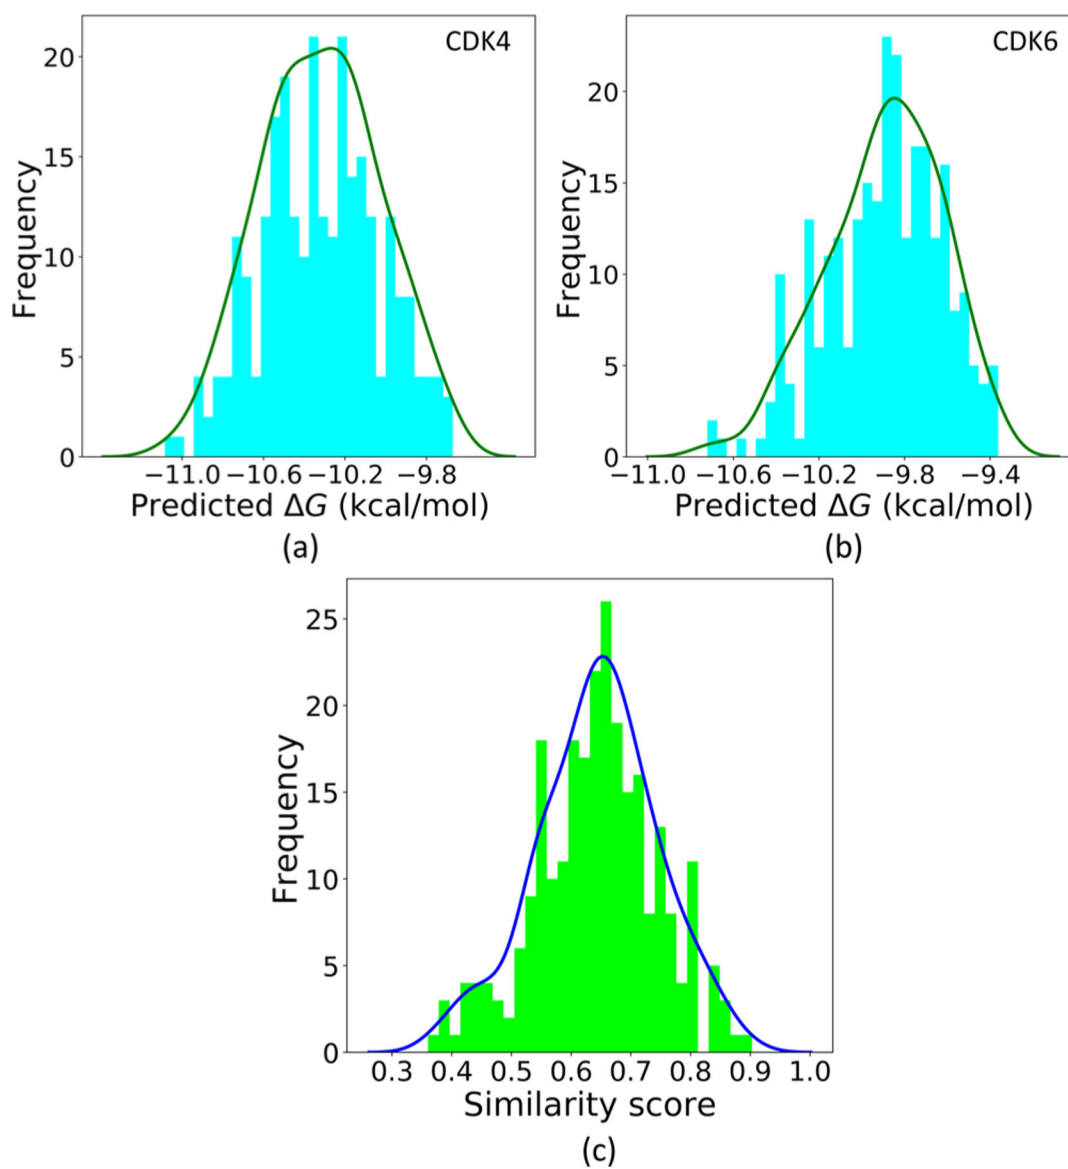 CDK4
Frequency
20
15
10
5
0
−11.0 −10.6 −10.2 −9.8
Predicted ΔG (kcal/mol)
(a)
CDK6
Frequency
20
15
10
5
0
−11.0 −10.6 −10.2 −9.8 −9.4
Predicted ΔG (kcal/mol)
(b)
Frequency
25
20
15
10
5
0
0.3 0.4 0.5 0.6 0.7 0.8 0.9 1.0
Similarity score
(c)